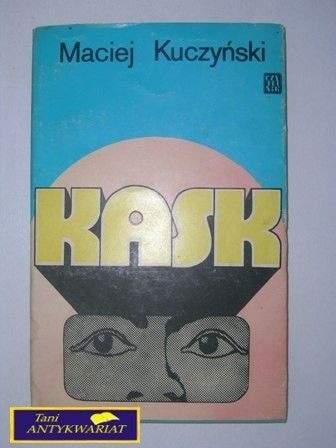 Maciej Kuczyński
KASK
Tani
ANTYKWARIAT